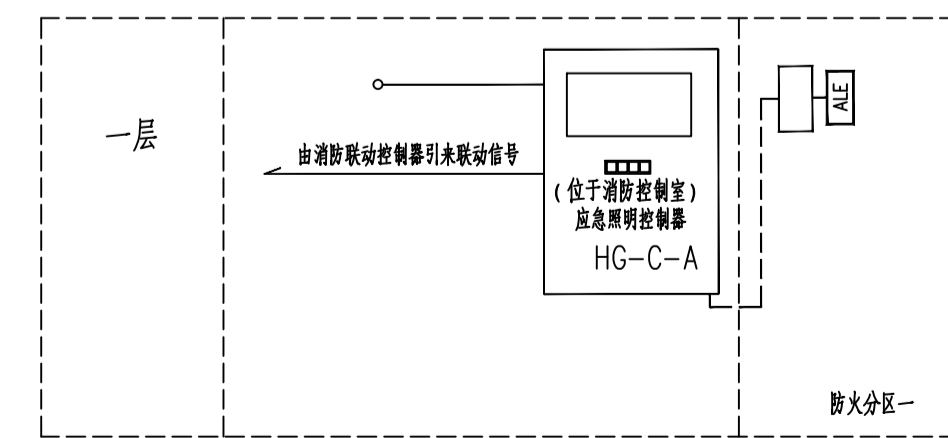 一层
由消防联动控制器引来联动信号
(位于消防控制室)
应急照明控制器
HG-C-A
ALE
防火分区一